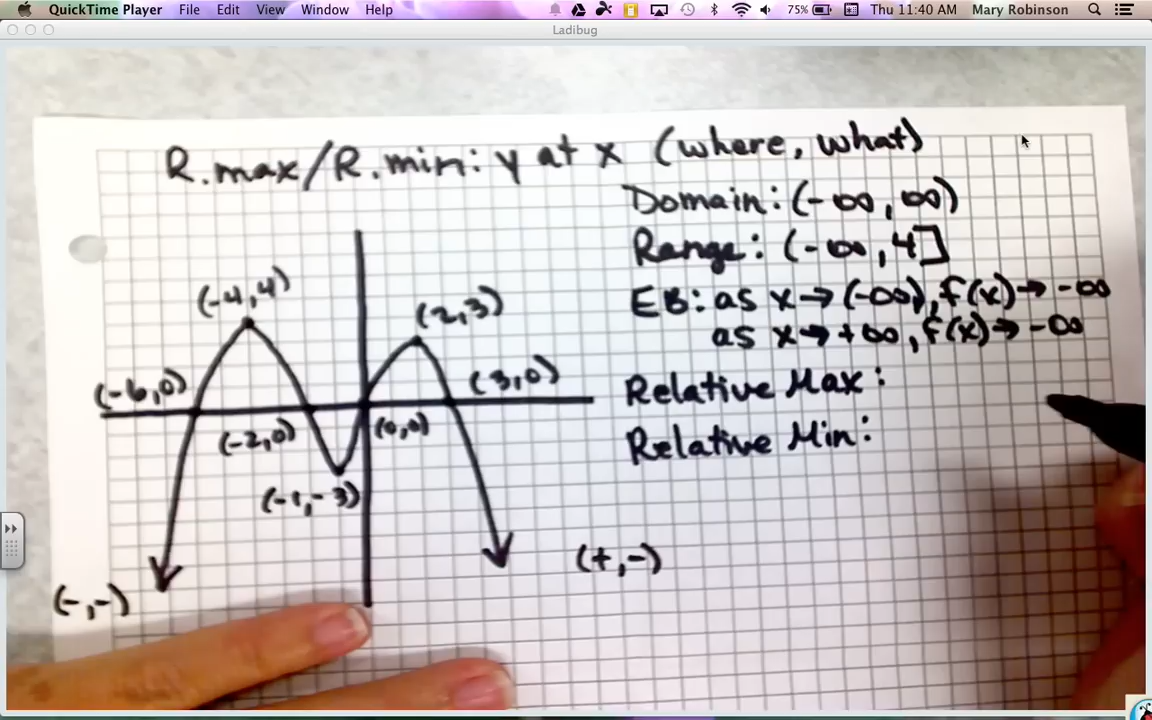 QuickTime Player File Edit View Window Help 75% Thu 11:40 AM Mary Robinson
Ladibug
R.max/R.min: y at x (where, what)
Domain: (-∞, ∞)
Range: (-∞, 4]
EB: as x→(-∞), f(x)→ -∞
as x→+∞, f(x)→ -∞
Relative Max:
Relative Min:
(-4,4)
(2,3)
(-6,0)
(3,0)
(-2,0)
(0,0)
(-1,-3)
(+,-)
(-,-)